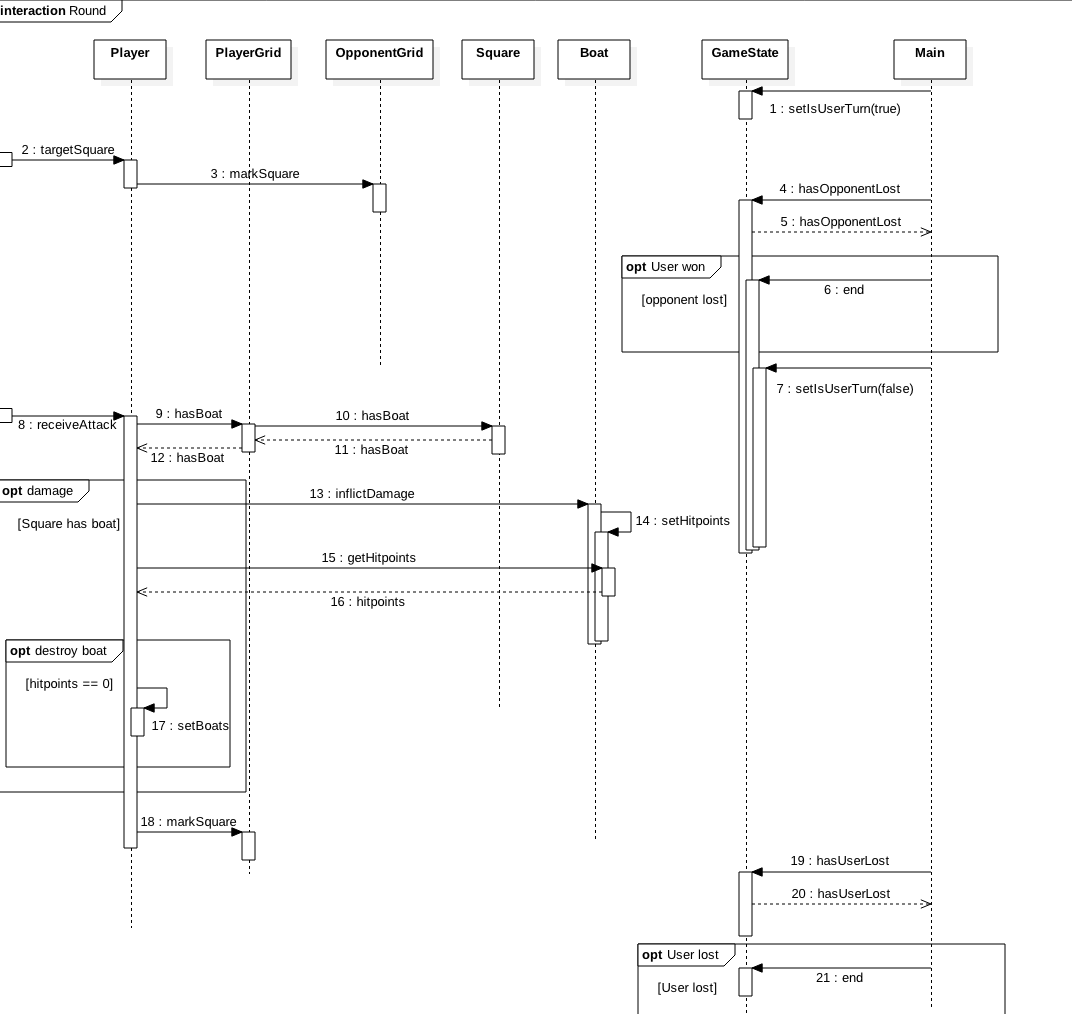 interaction Round
Player
PlayerGrid
OpponentGrid
Square
Boat
GameState
Main
1 : setIsUserTurn(true)
2 : targetSquare
3 : markSquare
4 : hasOpponentLost
5 : hasOpponentLost
opt User won
6 : end
[opponent lost]
7 : setIsUserTurn(false)
8 : receiveAttack
9 : hasBoat
10 : hasBoat
11 : hasBoat
12 : hasBoat
opt damage
13 : inflictDamage
[Square has boat]
14 : setHitpoints
15 : getHitpoints
16 : hitpoints
opt destroy boat
[hitpoints == 0]
17 : setBoats
18 : markSquare
19 : hasUserLost
20 : hasUserLost
opt User lost
21 : end
[User lost]